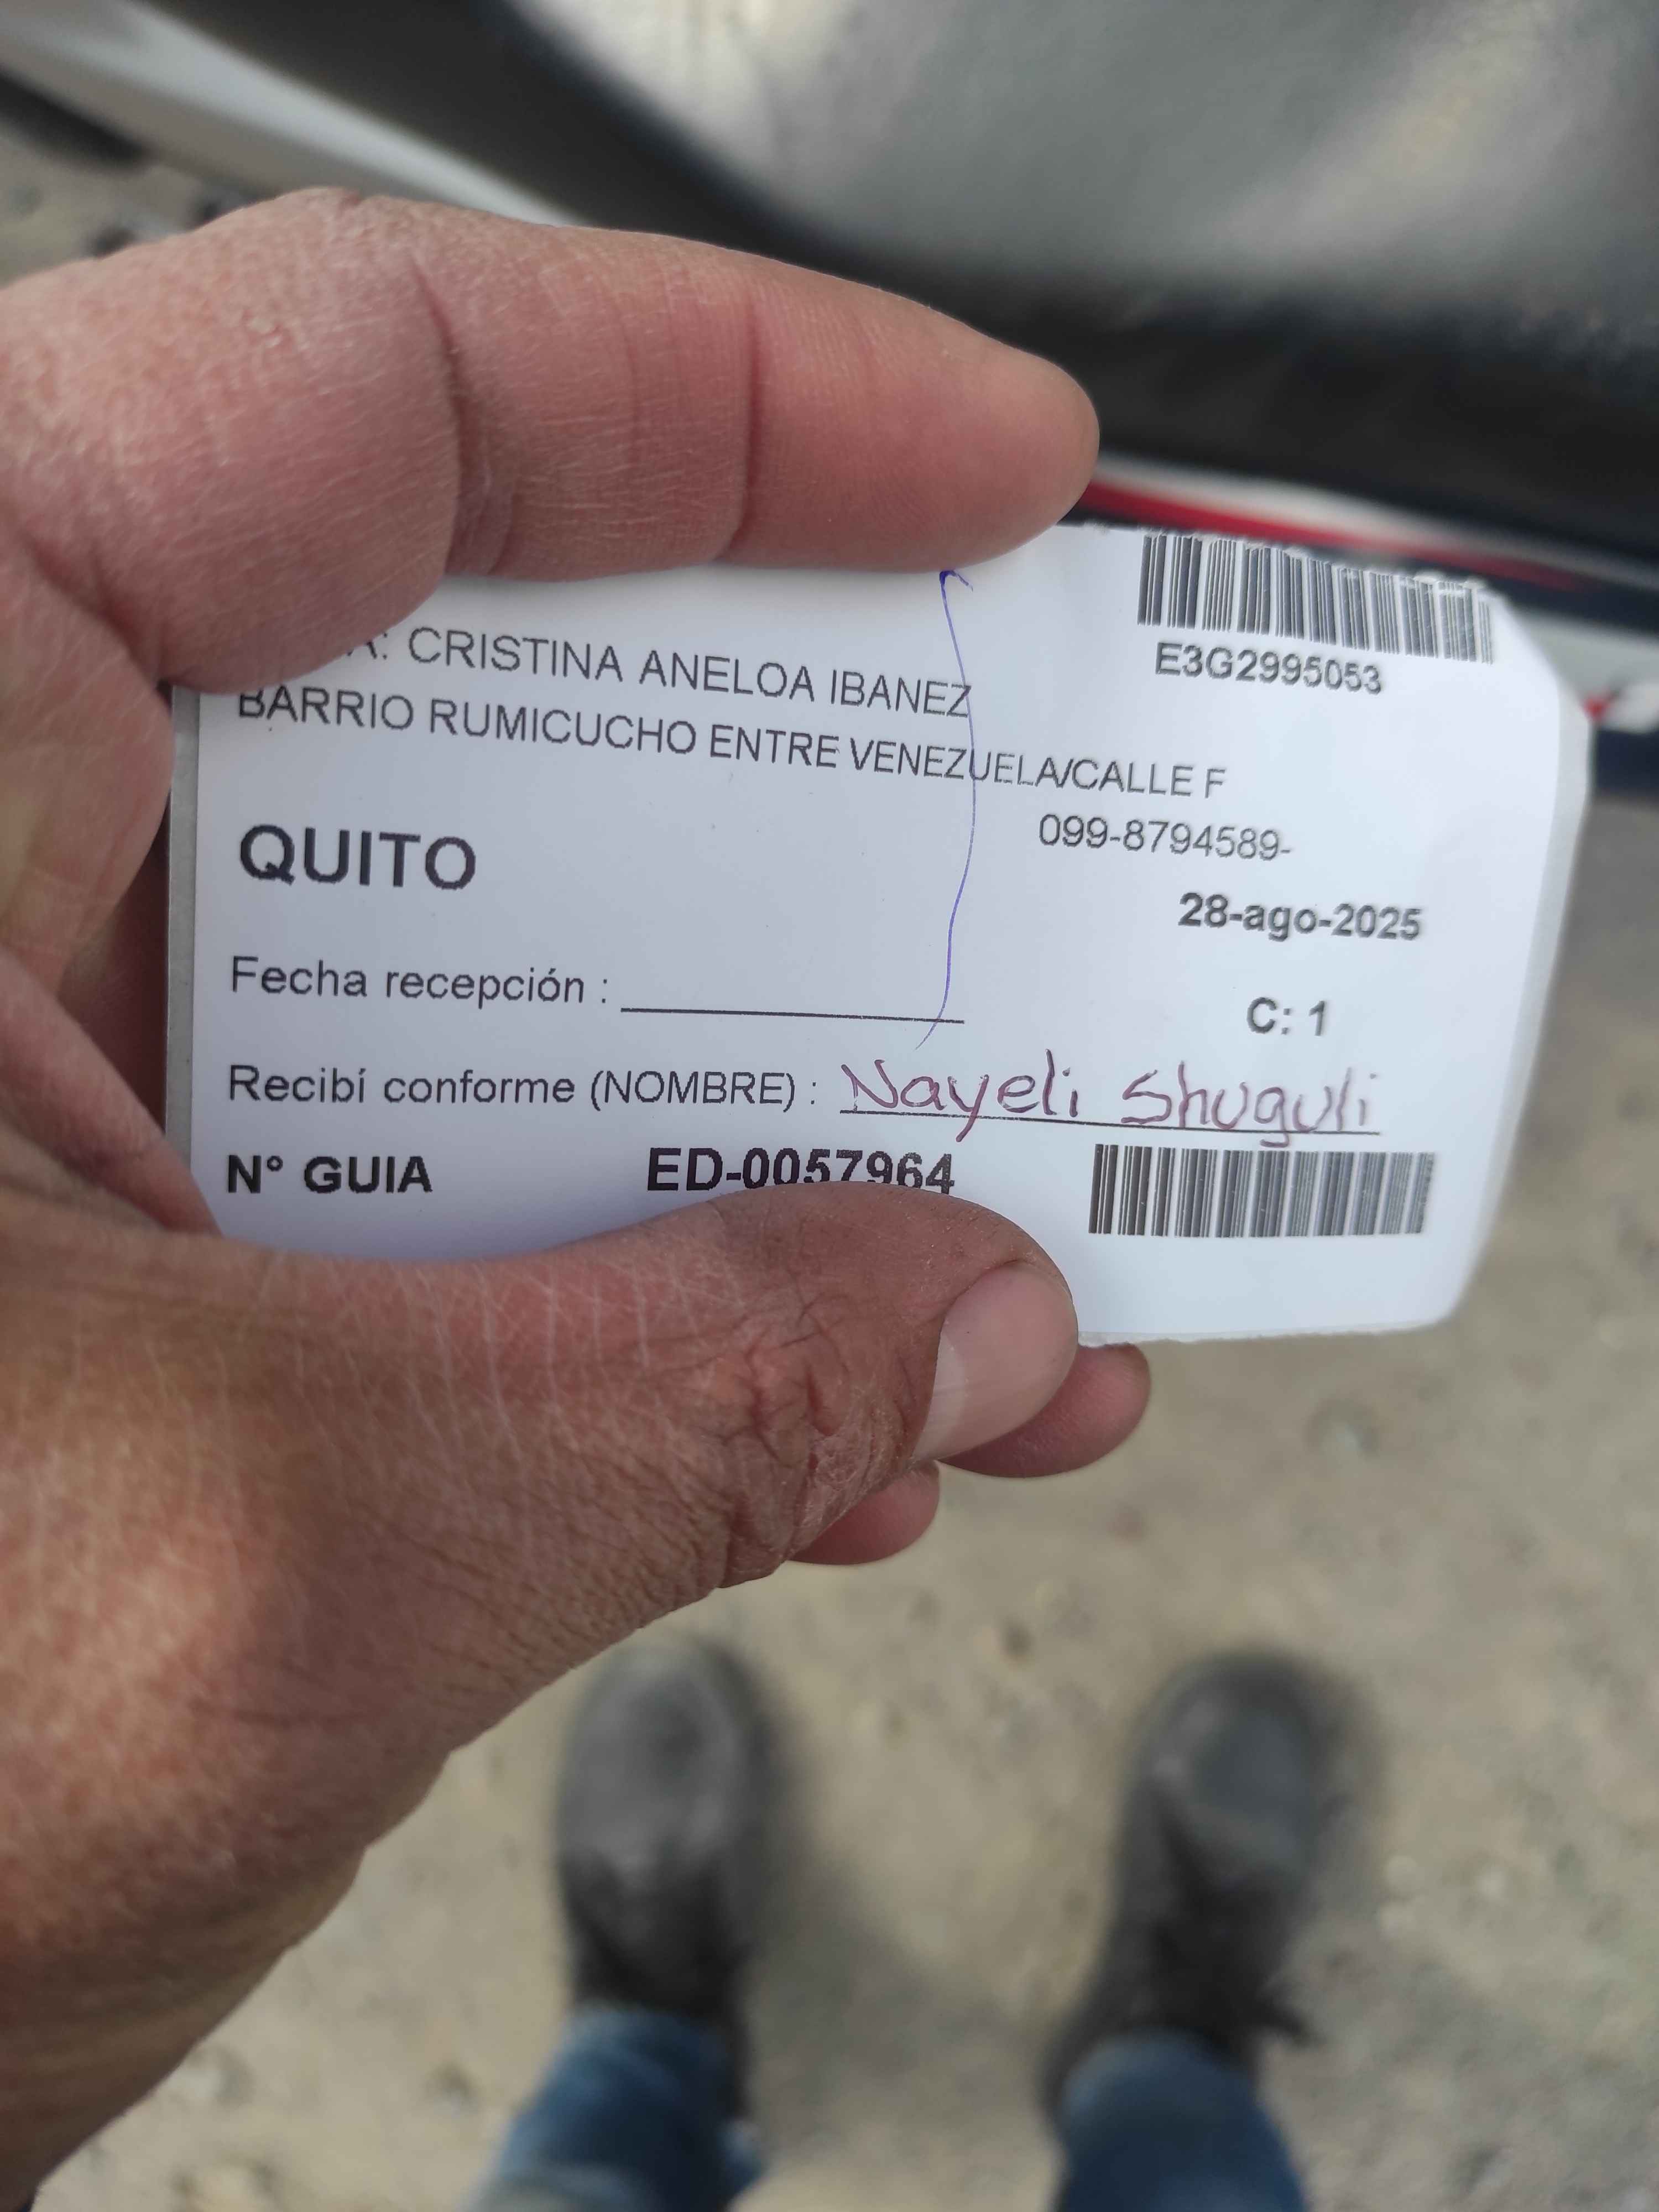 A: CRISTINA ANELOA IBANEZ
E3G2995053
BARRIO RUMICUCHO ENTRE VENEZUELA/CALLE F
099-8794589-
QUITO
28-ago-2025
Fecha recepción : ____________
C: 1
Recibí conforme (NOMBRE) : Nayeli Shuguli
N° GUIA ED-0057964